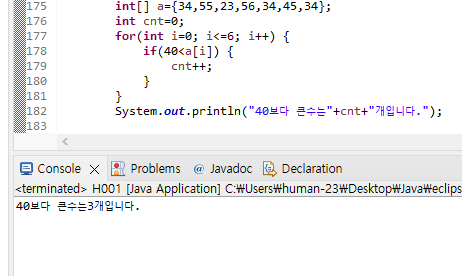 175 int[] a={34,55,23,56,34,45,34};
176 int cnt=0;
177 for(int i=0; i<=6; i++) {
178 if(40<a[i]) {
179 cnt++;
180 }
181 }
182 System.out.println("40보다 큰수는"+cnt+"개입니다.");
183
Console Problems Javadoc Declaration
<terminated> H001 [Java Application] C:₩Users₩human-23₩Desktop₩Java₩eclips
40보다 큰수는3개입니다.